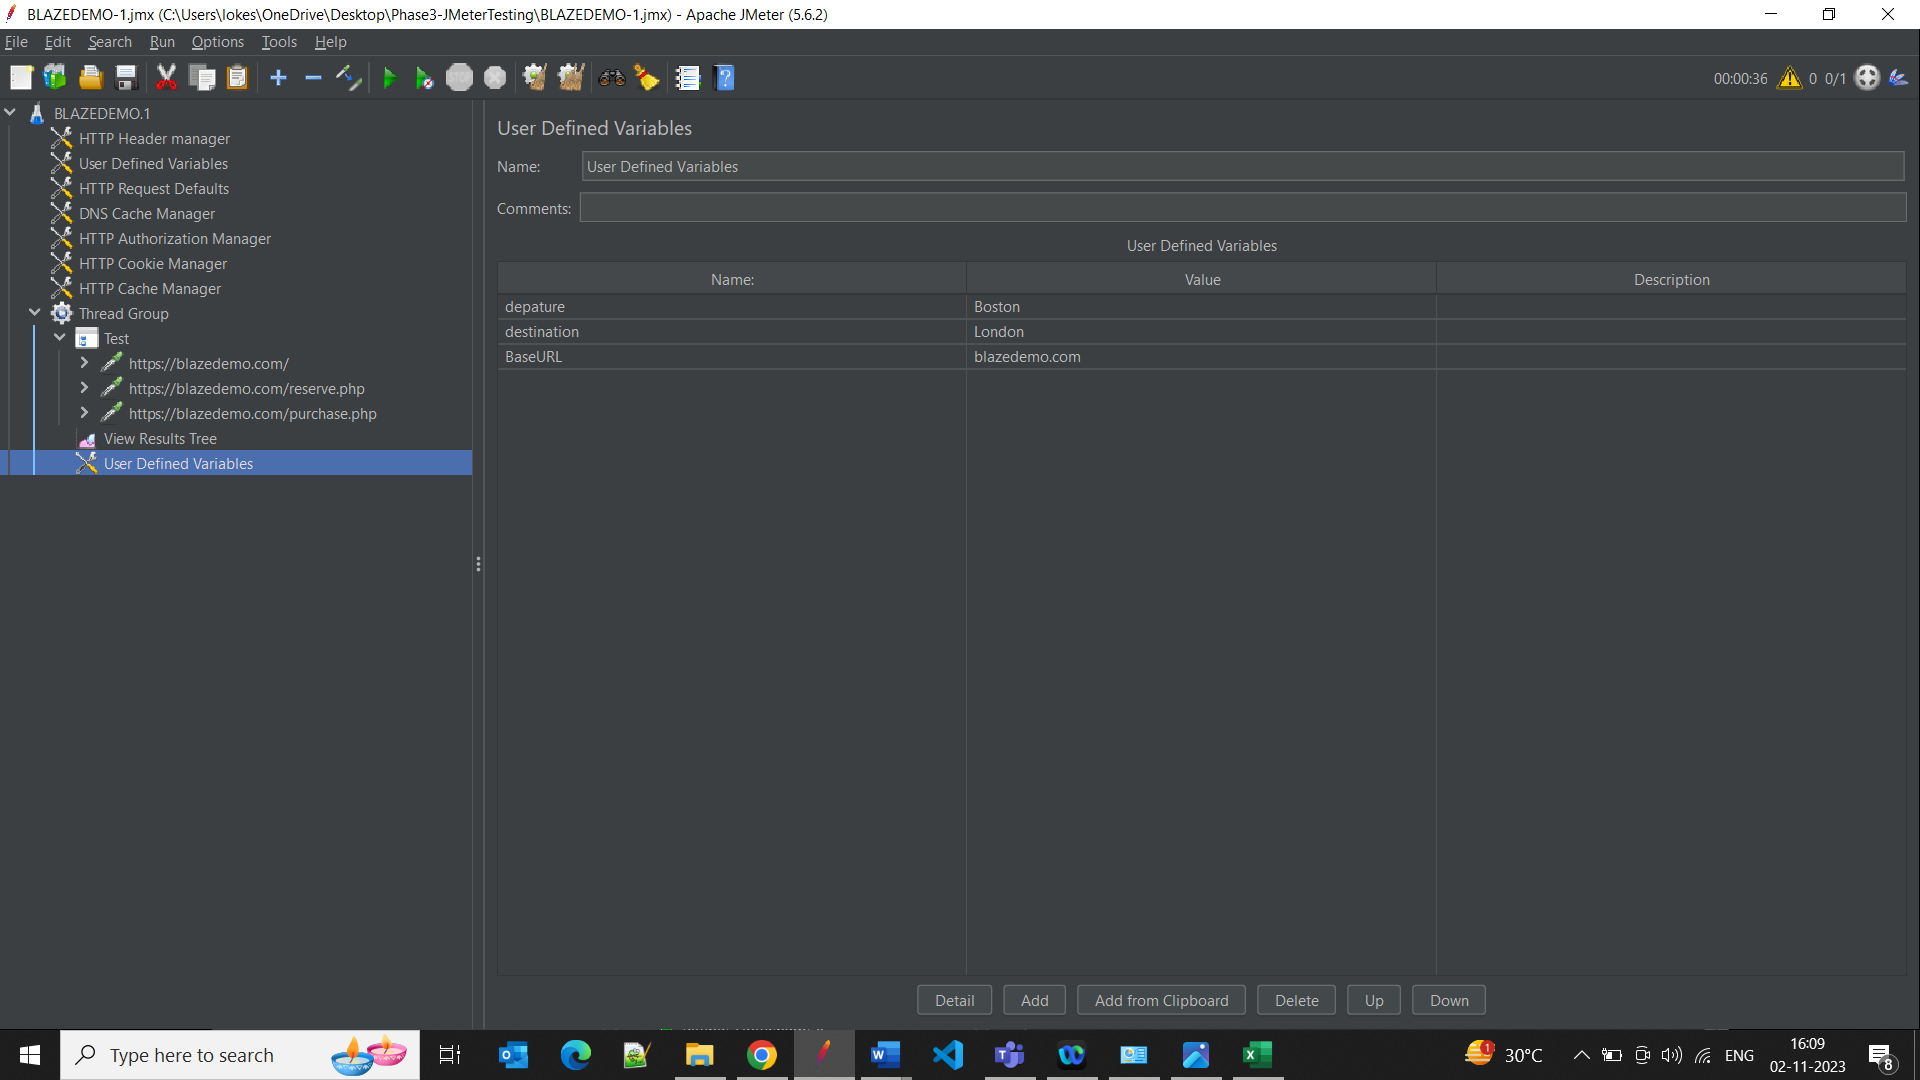 BLAZEDEMO-1.jmx (C:\Users\lokes\OneDrive\Desktop\Phase3-JMeterTesting\BLAZEDEMO-1.jmx) - Apache JMeter (5.6.2)
File Edit Search Run Options Tools Help
STOP
00:00:36 0 0/1
BLAZEDEMO.1
HTTP Header manager
User Defined Variables
HTTP Request Defaults
DNS Cache Manager
HTTP Authorization Manager
HTTP Cookie Manager
HTTP Cache Manager
Thread Group
Test
https://blazedemo.com/
https://blazedemo.com/reserve.php
https://blazedemo.com/purchase.php
View Results Tree
User Defined Variables
User Defined Variables
Name: User Defined Variables
Comments:
User Defined Variables
Name: Value Description
depature Boston
destination London
BaseURL blazedemo.com
Detail Add Add from Clipboard Delete Up Down
Type here to search
1 30°C ENG
16:09
02-11-2023
8